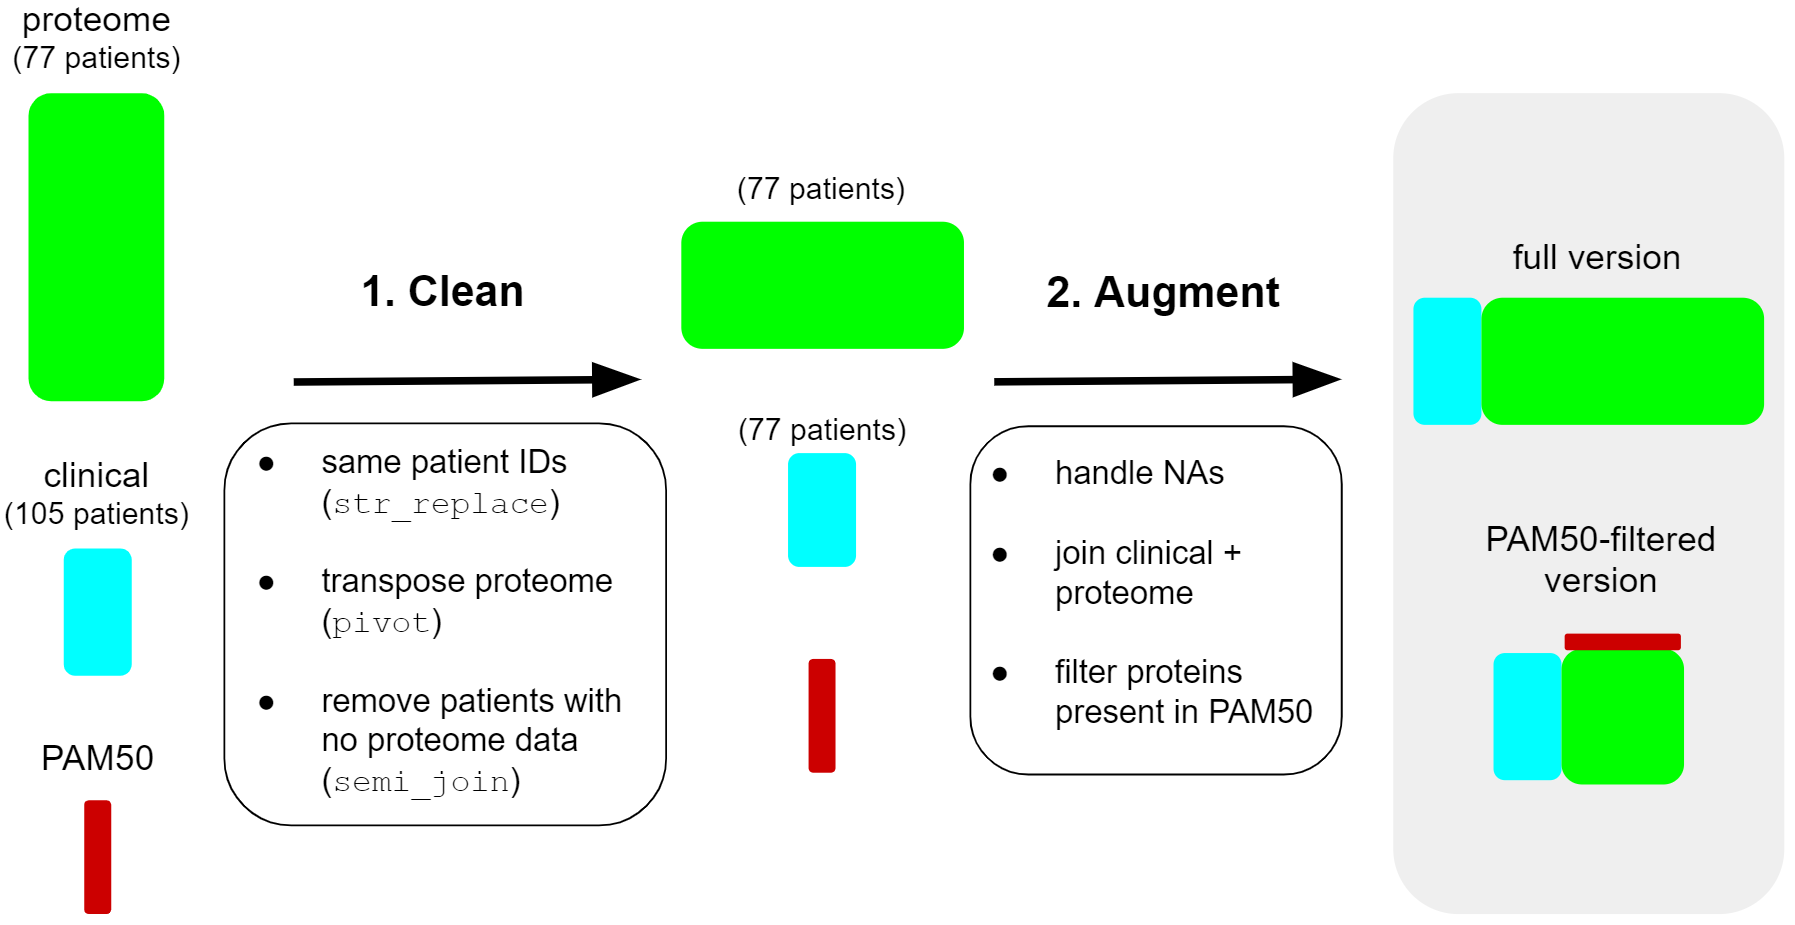 proteome
(77 patients)
clinical
(105 patients)
PAM50
1. Clean
● same patient IDs
(str_replace)
● transpose proteome
(pivot)
● remove patients with
no proteome data
(semi_join)
(77 patients)
(77 patients)
2. Augment
● handle NAs
● join clinical +
proteome
● filter proteins
present in PAM50
full version
PAM50-filtered
version